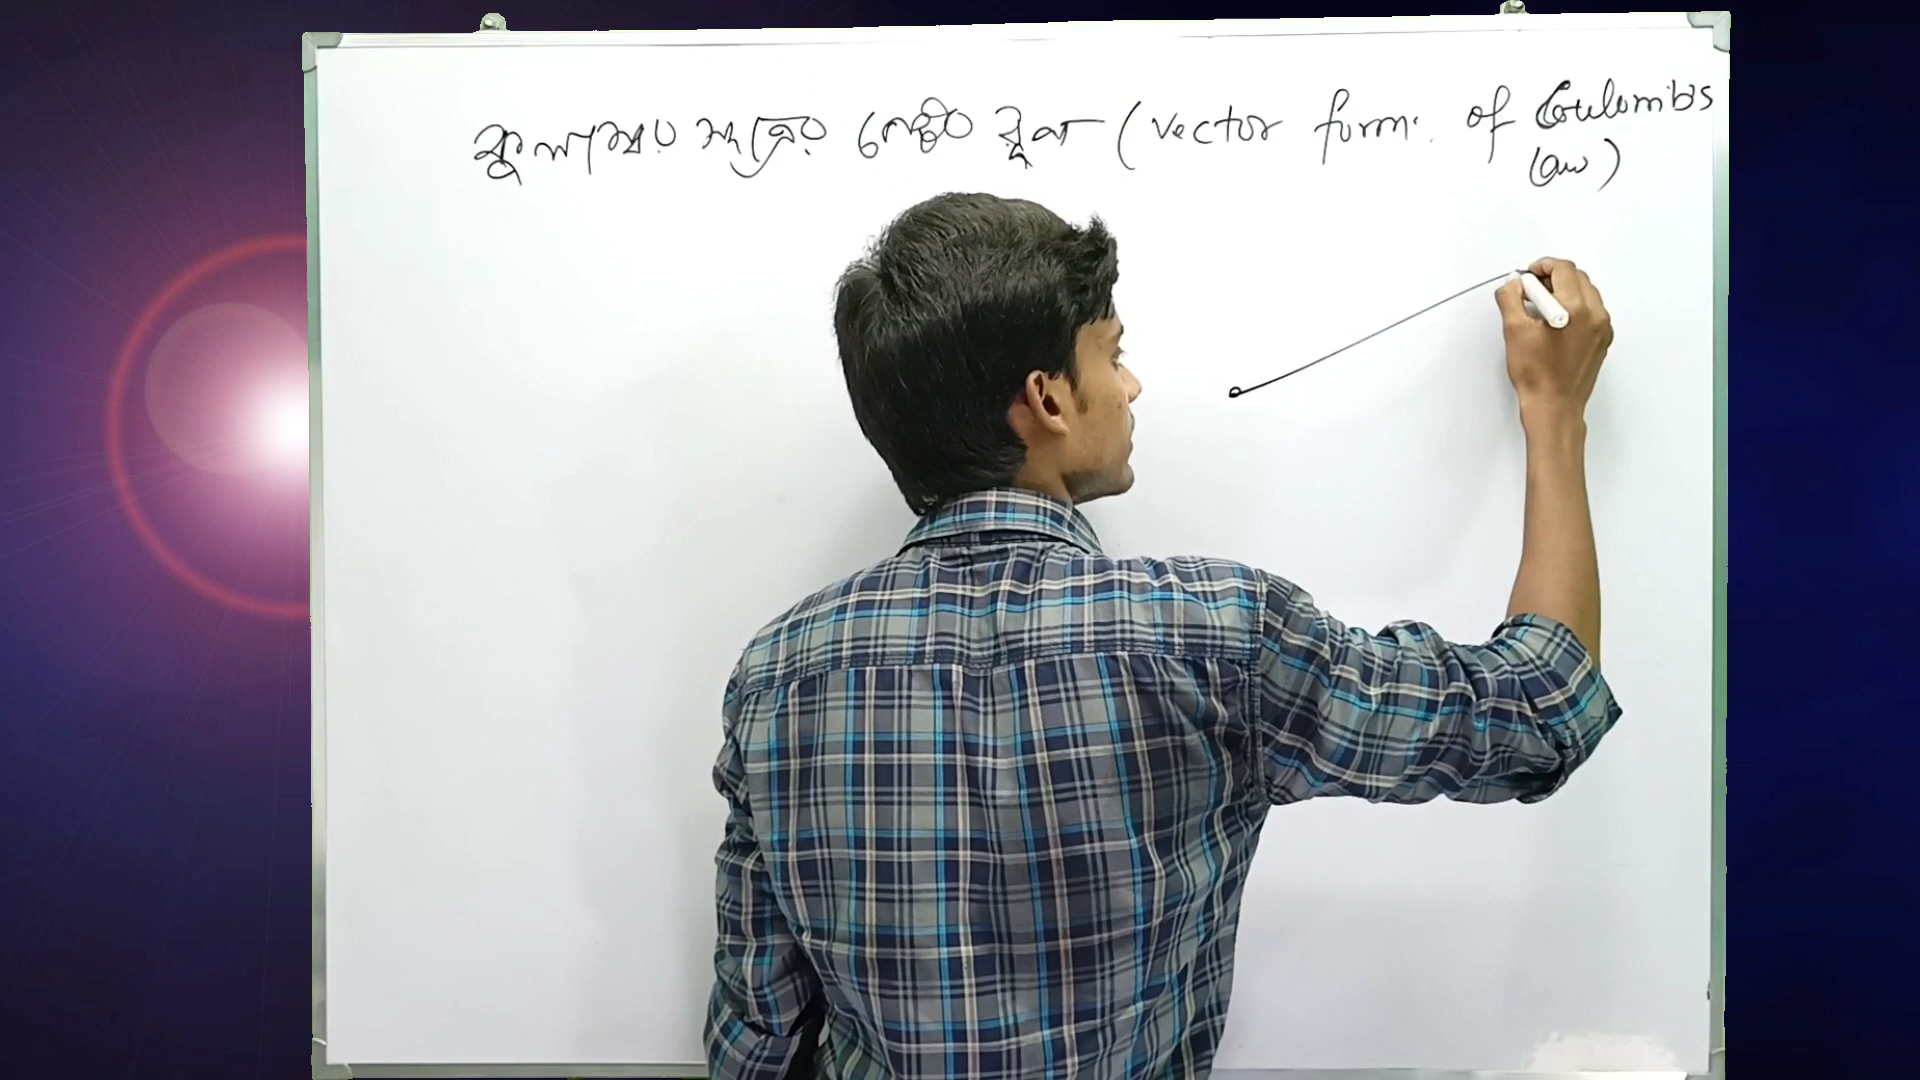 কুলম্বের সূত্রের ভেক্টর রূপ (vector form of Coulomb's
law)